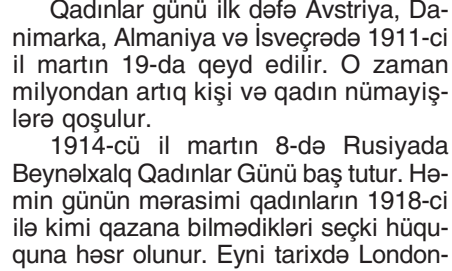 Qadınlar günü ilk dəfə Avstriya, Da-
nimarka, Almaniya və İsveçrədə 1911-ci
il martın 19-da qeyd edilir. O zaman
milyondan artıq kişi və qadın nümayiş-
lərə qoşulur.
1914-cü il martın 8-də Rusiyada
Beynəlxalq Qadınlar Günü baş tutur. Hə-
min günün mərasimi qadınların 1918-ci
ilə kimi qazana bilmədikləri seçki hüqu-
quna həsr olunur. Eyni tarixdə London-